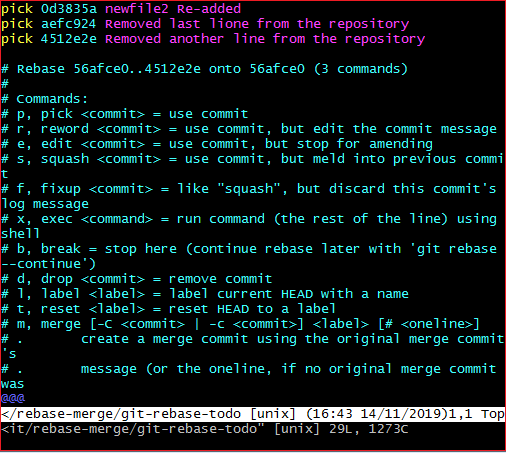 pick 0d3835a newfile2 Re-added
pick aefc924 Removed last lione from the repository
pick 4512e2e Removed another line from the repository
# Rebase 56afce0..4512e2e onto 56afce0 (3 commands)
#
# Commands:
# p, pick <commit> = use commit
# r, reword <commit> = use commit, but edit the commit message
# e, edit <commit> = use commit, but stop for amending
# s, squash <commit> = use commit, but meld into previous commi
t
# f, fixup <commit> = like "squash", but discard this commit's
log message
# x, exec <command> = run command (the rest of the line) using
shell
# b, break = stop here (continue rebase later with 'git rebase
--continue')
# d, drop <commit> = remove commit
# l, label <label> = label current HEAD with a name
# t, reset <label> = reset HEAD to a label
# m, merge [-C <commit> | -c <commit>] <label> [# <oneline>]
# .       create a merge commit using the original merge commit
's
# .       message (or the oneline, if no original merge commit
was
@@@
</rebase-merge/git-rebase-todo [unix] (16:43 14/11/2019)1,1 Top
<it/rebase-merge/git-rebase-todo" [unix] 29L, 1273C